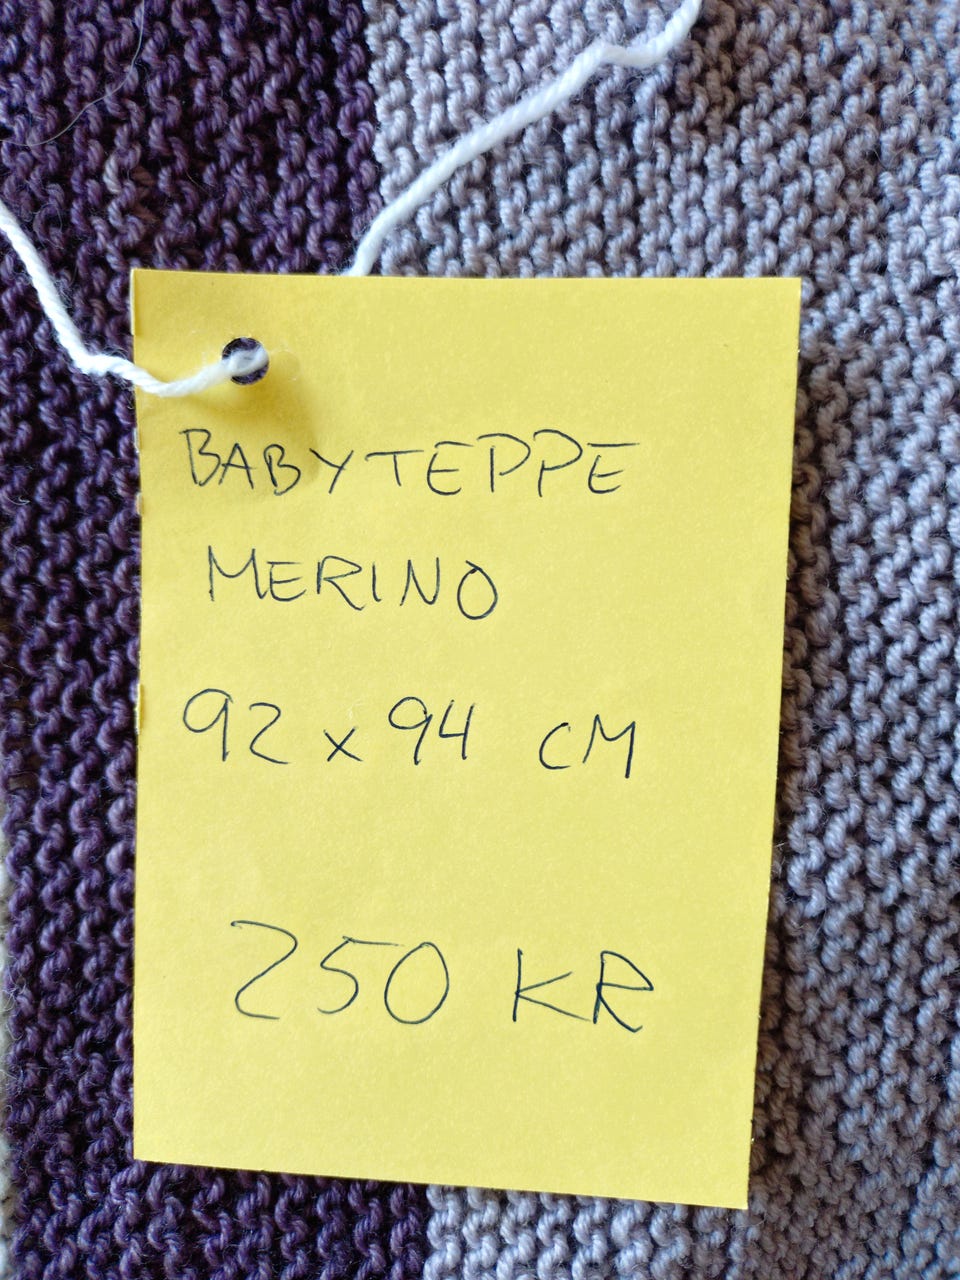 BABYTEPPE
MERINO
92 x 94 CM
250 KR